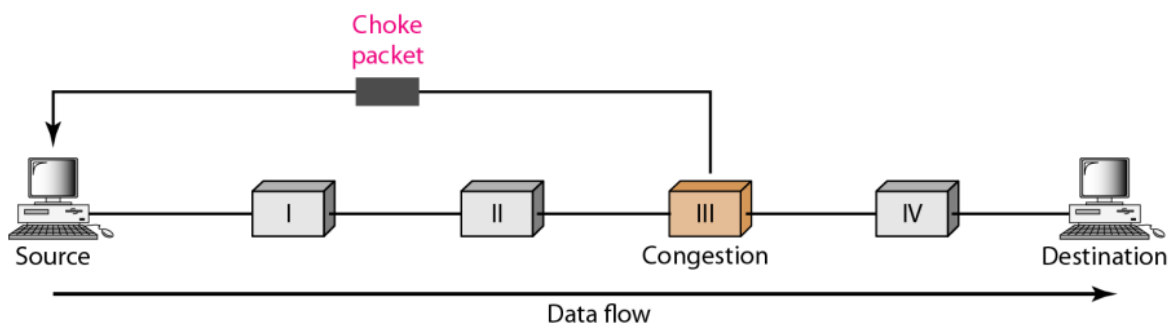 Choke
packet
I
II
III
IV
Source
Congestion
Destination
Data flow